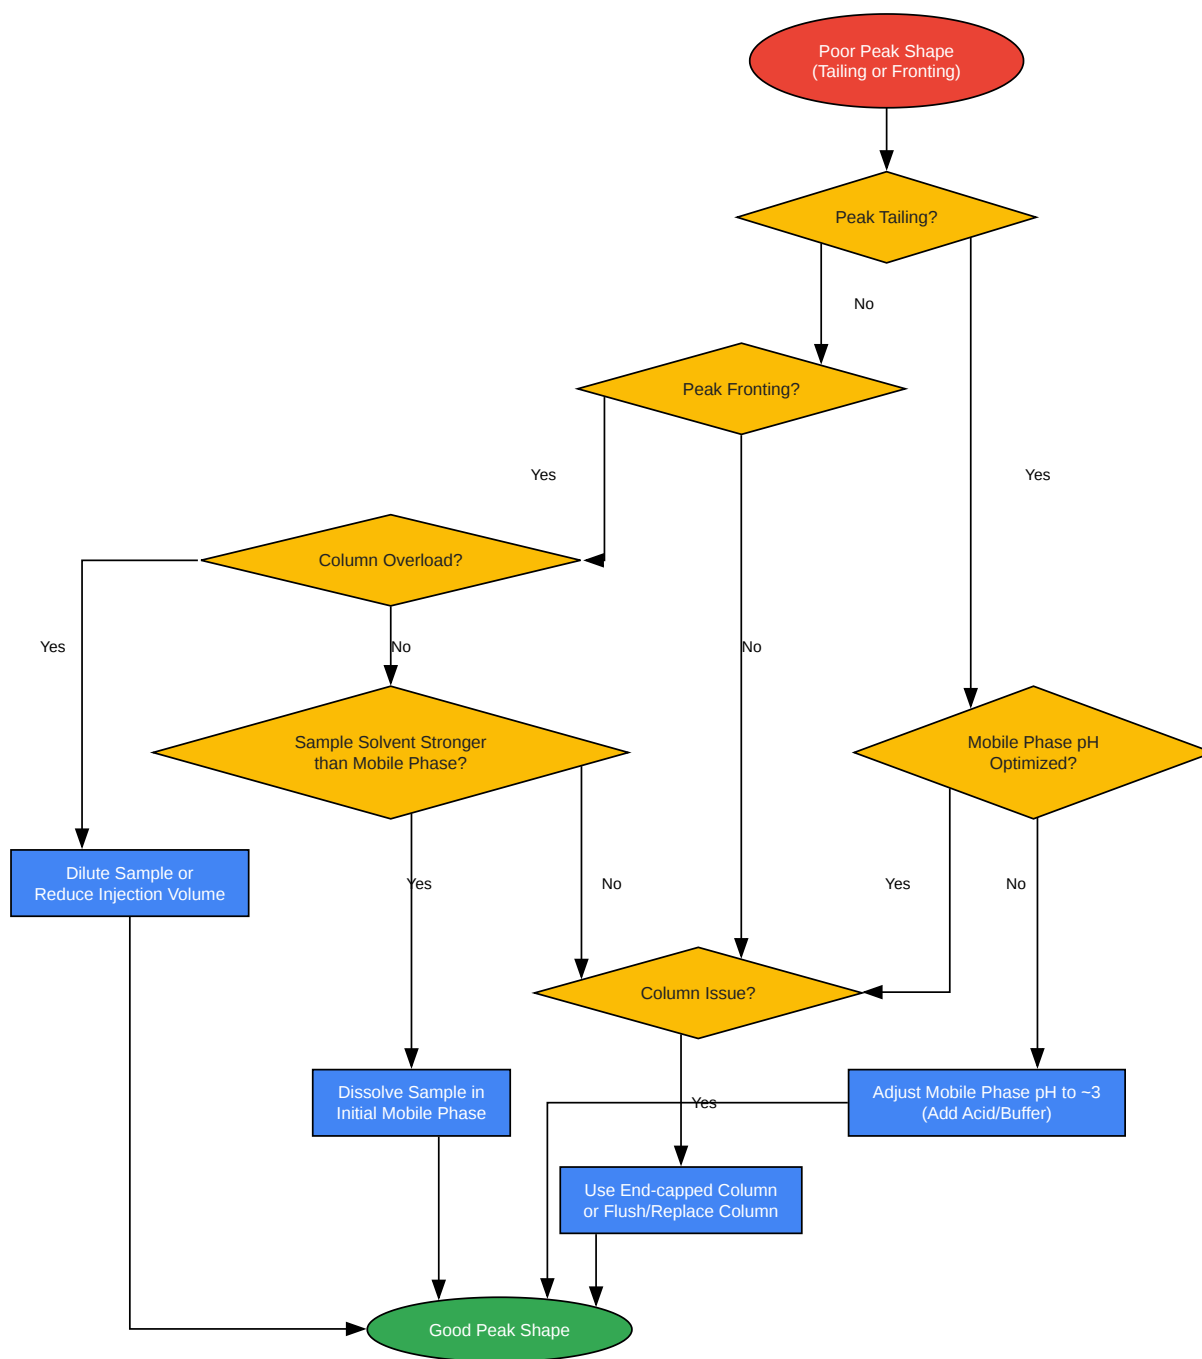 Poor Peak Shape
(Tailing or Fronting)
Peak Tailing?
No
Peak Fronting?
Yes
Yes
Column Overload?
Yes
No
No
Sample Solvent Stronger
than Mobile Phase?
Mobile Phase pH
Optimized?
Dilute Sample or
Reduce Injection Volume
Yes
No
Yes
No
Column Issue?
Dissolve Sample in
Initial Mobile Phase
Yes
Adjust Mobile Phase pH to ~3
(Add Acid/Buffer)
Use End-capped Column
or Flush/Replace Column
Good Peak Shape